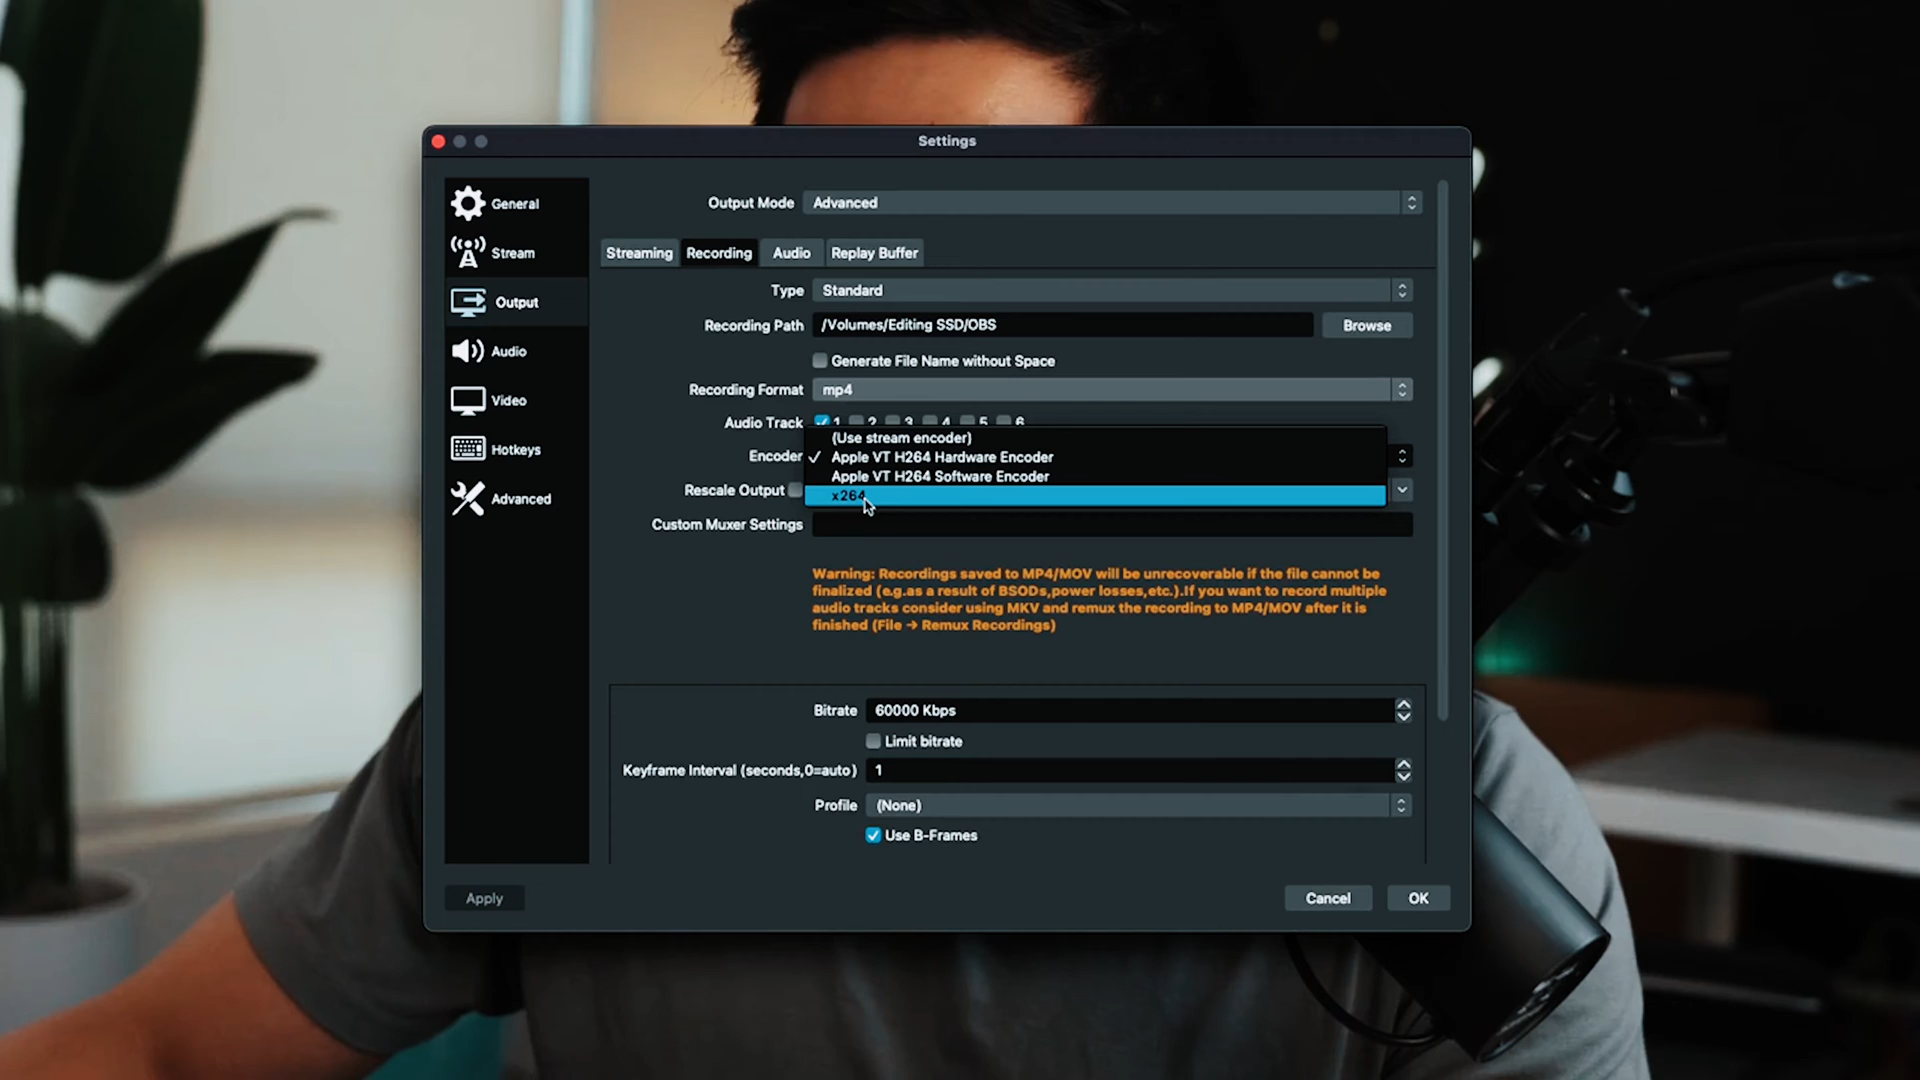 Settings
General
Stream
Output
Audio
Video
Hotkeys
Advanced
Output Mode Advanced
Streaming Recording Audio Replay Buffer
Type Standard
Recording Path /Volumes/Editing SSD/OBS Browse
Generate File Name without Space
Recording Format mp4
Audio Track 1 2 3 4 5 6
(Use stream encoder)
Encoder ✓ Apple VT H264 Hardware Encoder
Apple VT H264 Software Encoder
Rescale Output
x264
Custom Muxer Settings
Warning: Recordings saved to MP4/MOV will be unrecoverable if the file cannot be
finalized (e.g.as a result of BSODs,power losses,etc.).If you want to record multiple
audio tracks consider using MKV and remux the recording to MP4/MOV after it is
finished (File → Remux Recordings)
Bitrate 60000 Kbps
Limit bitrate
Keyframe Interval (seconds,0=auto) 1
Profile (None)
Use B-Frames
Apply Cancel OK